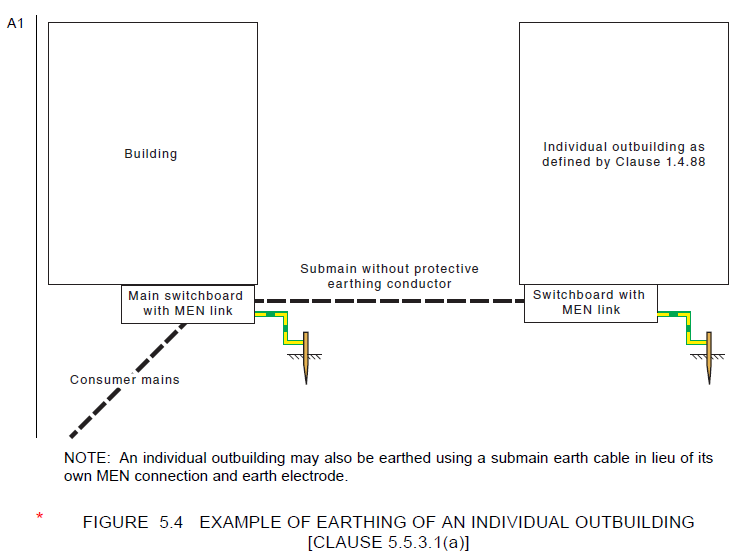 A1
Building
Individual outbuilding as
defined by Clause 1.4.88
Submain without protective
earthing conductor
Main switchboard
with MEN link
Switchboard with
MEN link
Consumer mains
NOTE: An individual outbuilding may also be earthed using a submain earth cable in lieu of its
own MEN connection and earth electrode.
* FIGURE 5.4 EXAMPLE OF EARTHING OF AN INDIVIDUAL OUTBUILDING
[CLAUSE 5.5.3.1(a)]